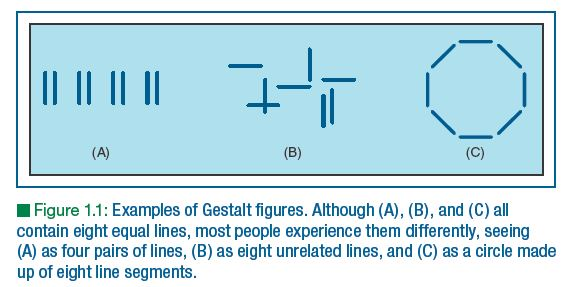 (A) (B) (C)
Figure 1.1: Examples of Gestalt figures. Although (A), (B), and (C) all
contain eight equal lines, most people experience them differently, seeing
(A) as four pairs of lines, (B) as eight unrelated lines, and (C) as a circle made
up of eight line segments.